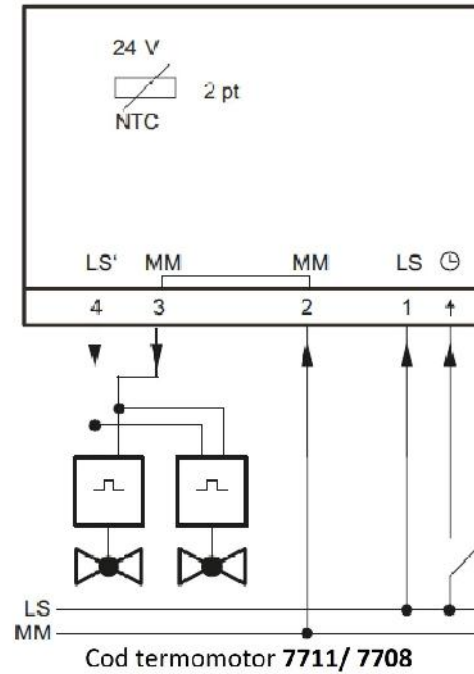 24 V
2 pt
NTC
LS' MM MM LS
4 3 2 1
LS
MM
Cod termomotor 7711/ 7708